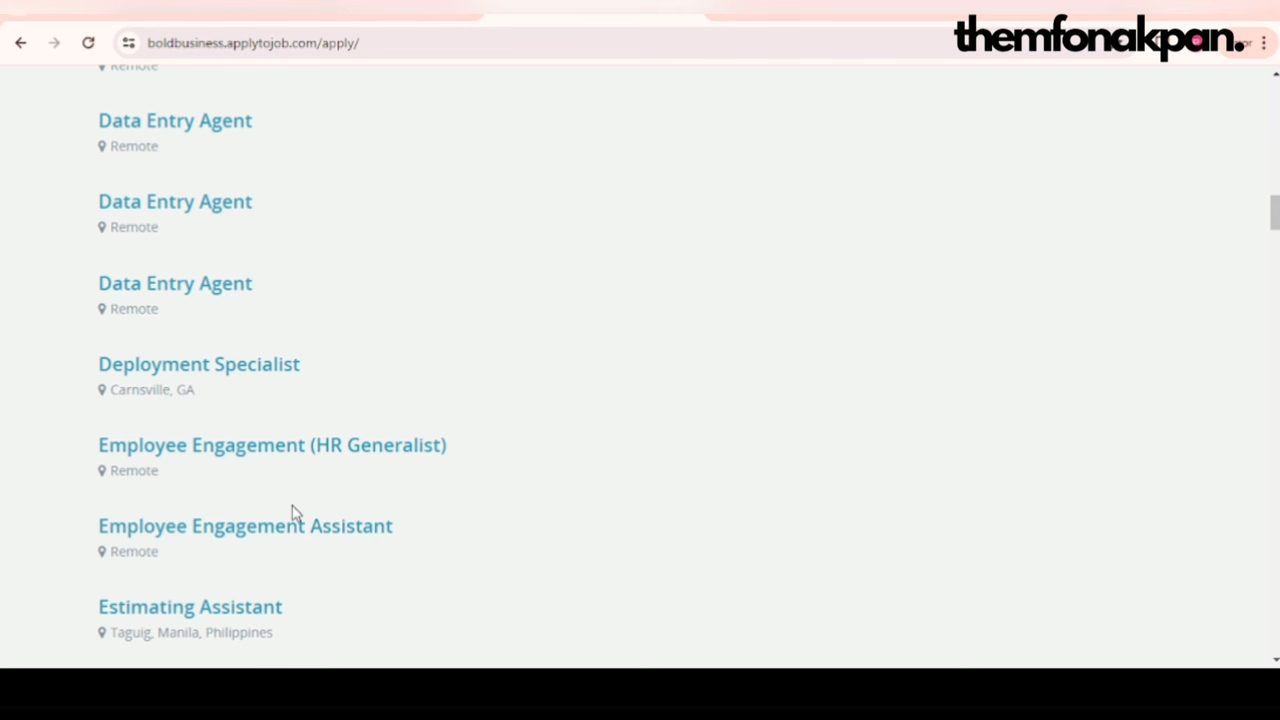 themfonakpan.
boldbusiness.applytojob.com/apply/
Remote
Data Entry Agent
Remote
Data Entry Agent
Remote
Data Entry Agent
Remote
Deployment Specialist
Carnsville, GA
Employee Engagement (HR Generalist)
Remote
Employee Engagement Assistant
Remote
Estimating Assistant
Taguig, Manila, Philippines